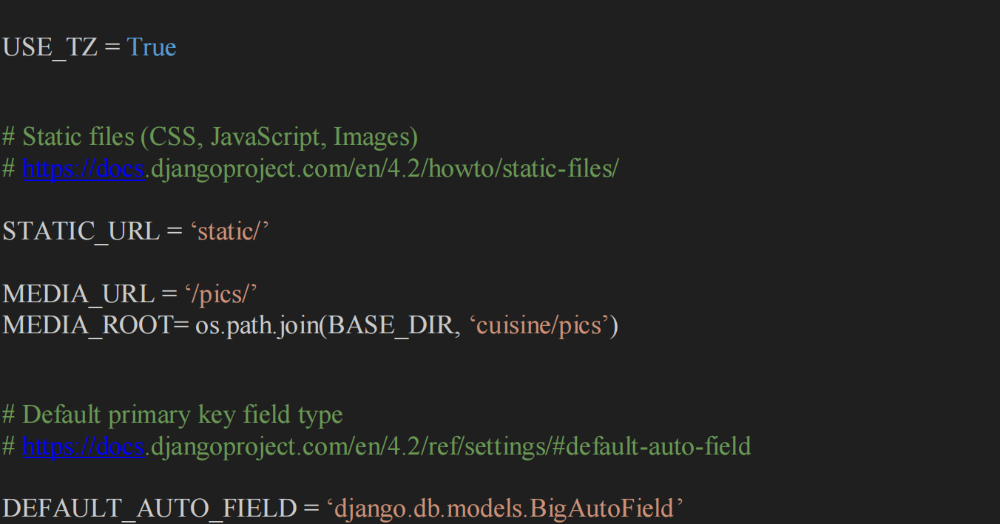 USE_TZ = True
# Static files (CSS, JavaScript, Images)
# https://docs.djangoproject.com/en/4.2/howto/static-files/
STATIC_URL = ‘static/’
MEDIA_URL = ‘/pics/’
MEDIA_ROOT= os.path.join(BASE_DIR, ‘cuisine/pics’)
# Default primary key field type
# https://docs.djangoproject.com/en/4.2/ref/settings/#default-auto-field
DEFAULT_AUTO_FIELD = ‘django.db.models.BigAutoField’